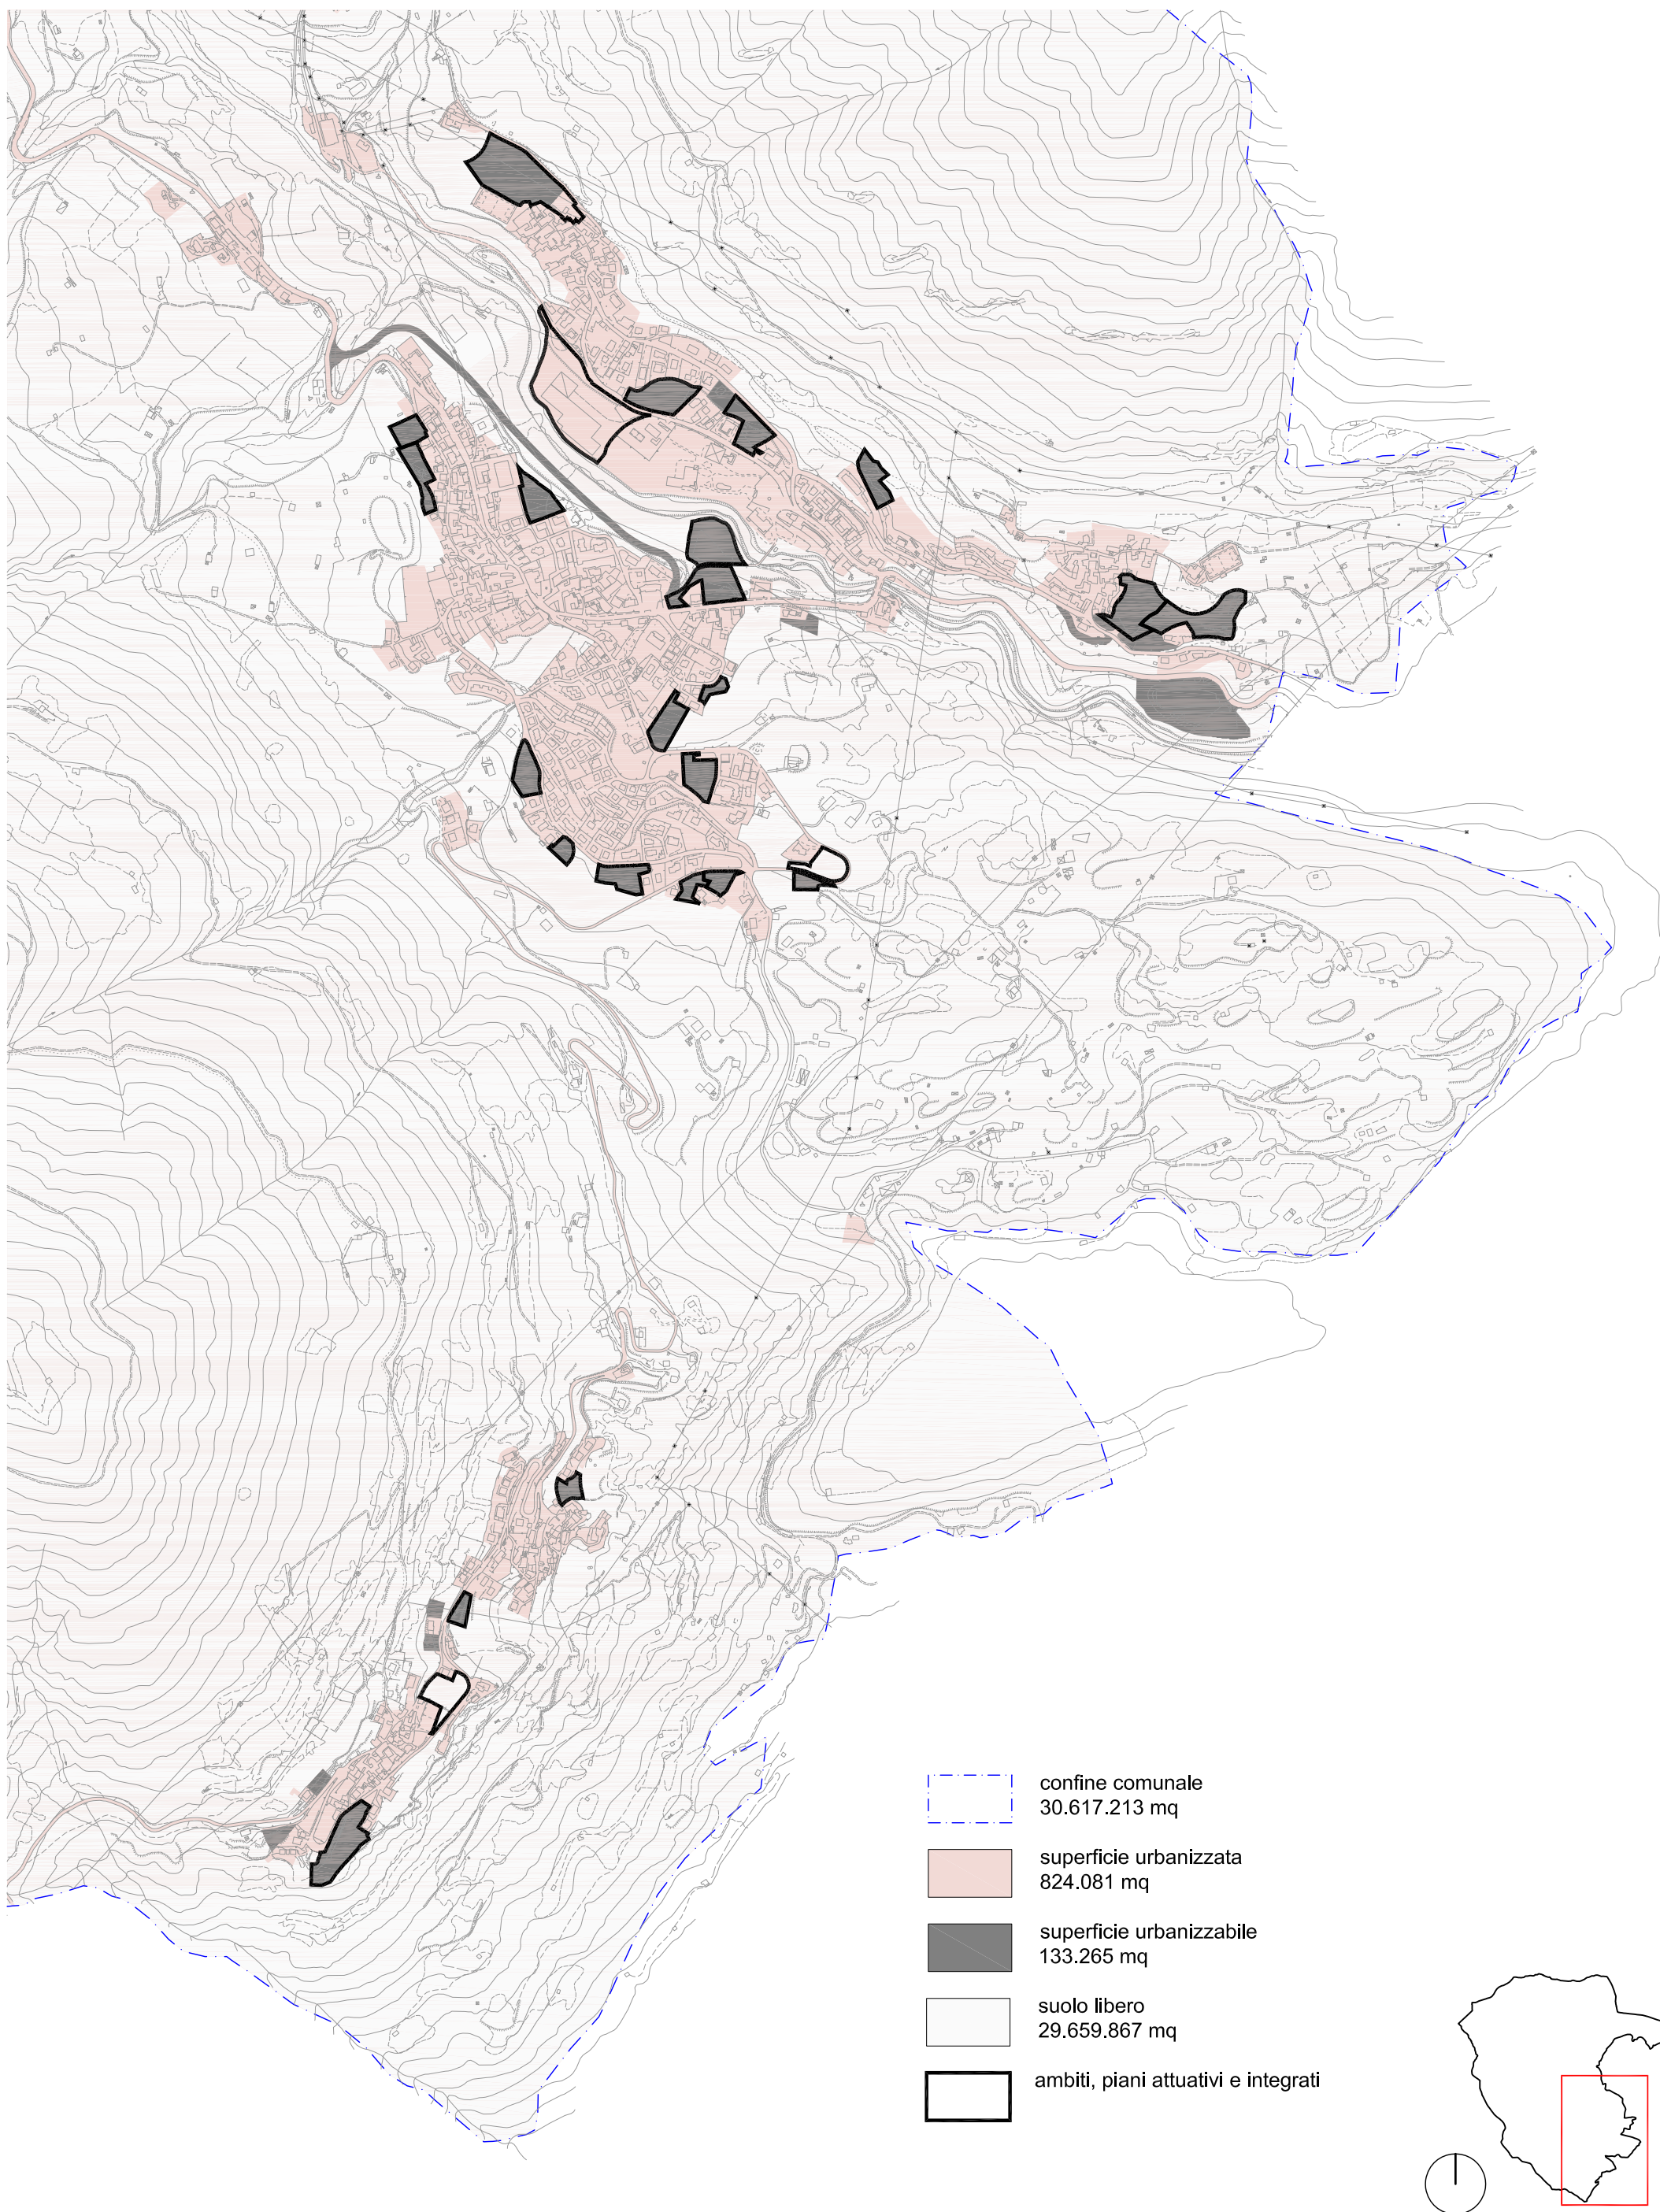 confine comunale
30.617.213 mq
superficie urbanizzata
824.081 mq
superficie urbanizzabile
133.265 mq
suolo libero
29.659.867 mq
ambiti, piani attuativi e integrati